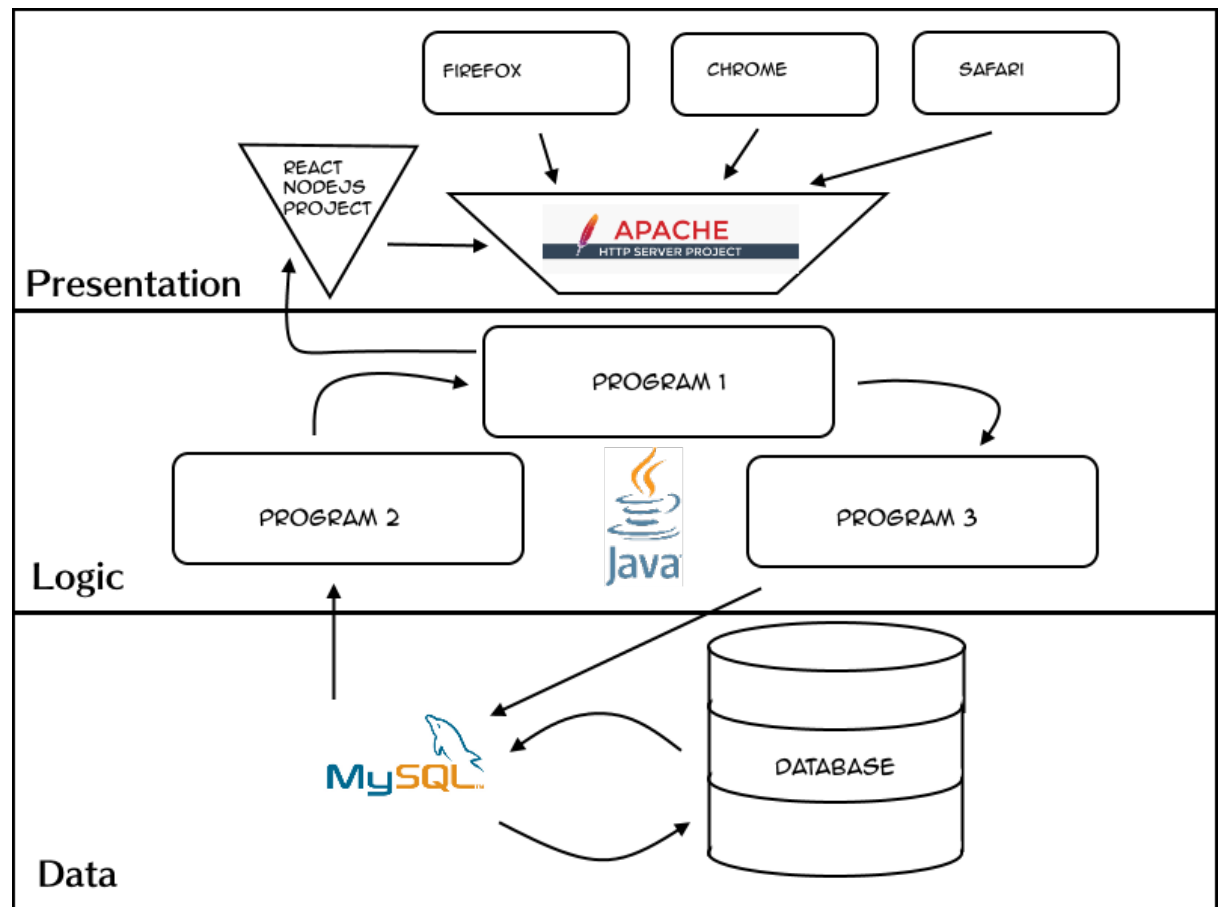 FIREFOX
CHROME
SAFARI
REACT
NODEJS
PROJECT
APACHE
HTTP SERVER PROJECT
Presentation
PROGRAM 1
PROGRAM 2
PROGRAM 3
Java
Logic
MySQL
DATABASE
Data